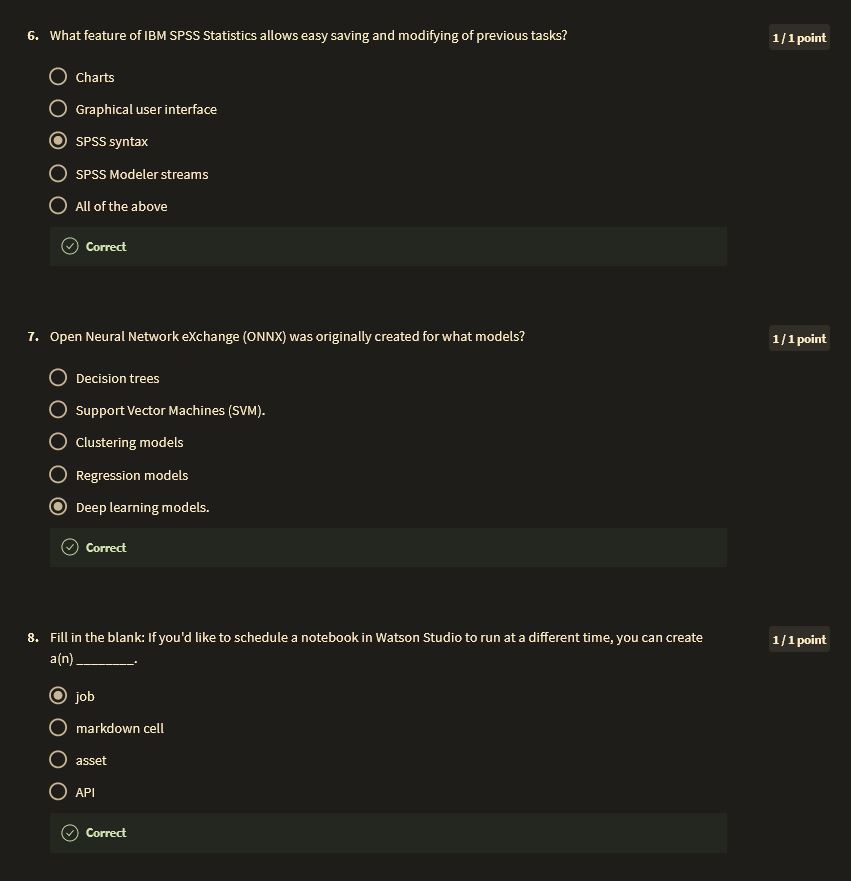 6. What feature of IBM SPSS Statistics allows easy saving and modifying of previous tasks?
1 / 1 point
Charts
Graphical user interface
SPSS syntax
SPSS Modeler streams
All of the above
Correct
7. Open Neural Network eXchange (ONNX) was originally created for what models?
1 / 1 point
Decision trees
Support Vector Machines (SVM).
Clustering models
Regression models
Deep learning models.
Correct
8. Fill in the blank: If you'd like to schedule a notebook in Watson Studio to run at a different time, you can create
1 / 1 point
a(n) ________.
job
markdown cell
asset
API
Correct